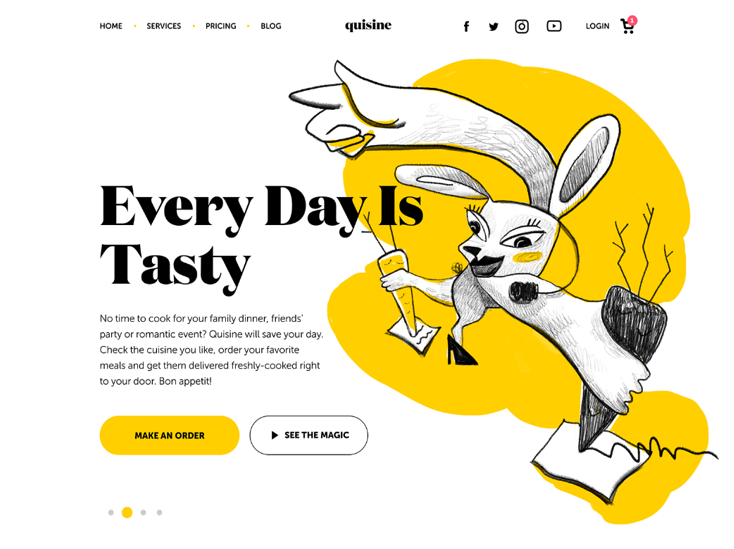 HOME • SERVICES • PRICING • BLOG
quisine
LOGIN
1
Every Day Is
Tasty
No time to cook for your family dinner, friends'
party or romantic event? Quisine will save your day.
Check the cuisine you like, order your favorite
meals and get them delivered freshly-cooked right
to your door. Bon appetit!
MAKE AN ORDER
SEE THE MAGIC